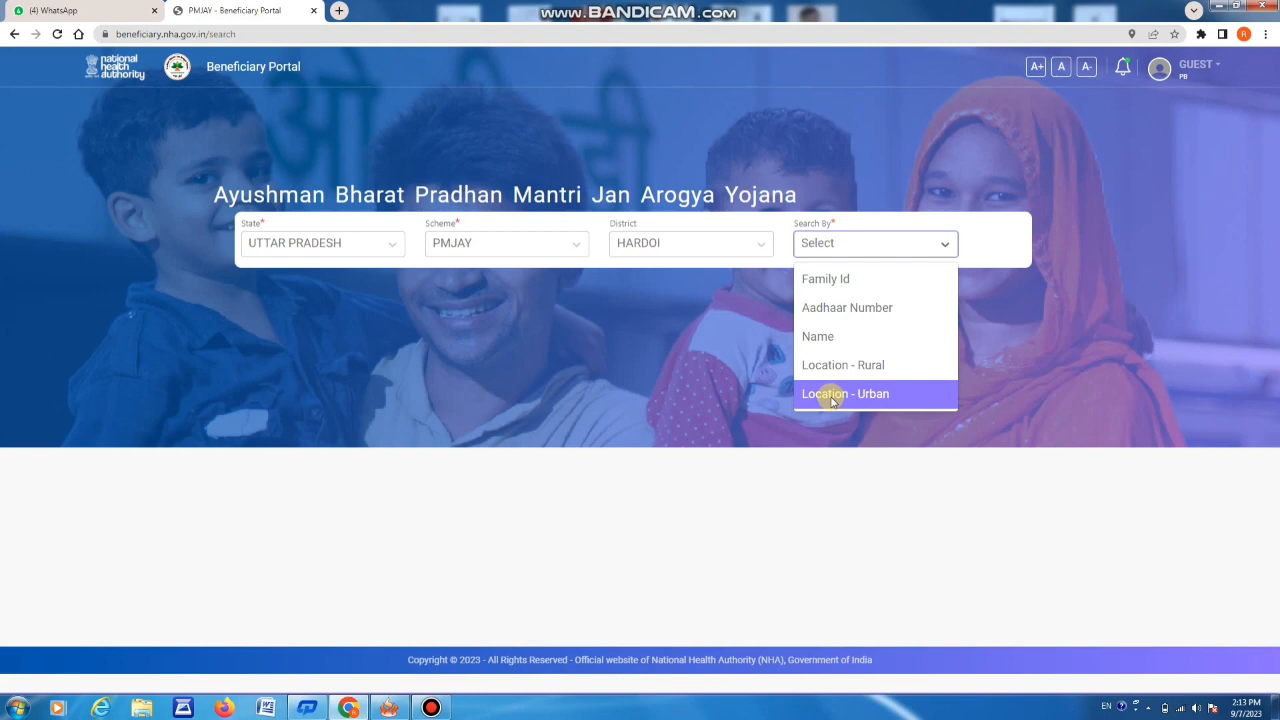 (4) WhatsApp
PMJAY - Beneficiary Portal
www.BANDICAM.com
beneficiary.nha.gov.in/search
R
national
health
authority
Beneficiary Portal
A+ A A-
GUEST
PB
Ayushman Bharat Pradhan Mantri Jan Arogya Yojana
State* Scheme* District Search By*
UTTAR PRADESH PMJAY HARDOI Select
Family Id
Aadhaar Number
Name
Location - Rural
Location - Urban
Copyright © 2023 - All Rights Reserved - Official website of National Health Authority (NHA), Government of India
EN
2:13 PM
9/7/2023